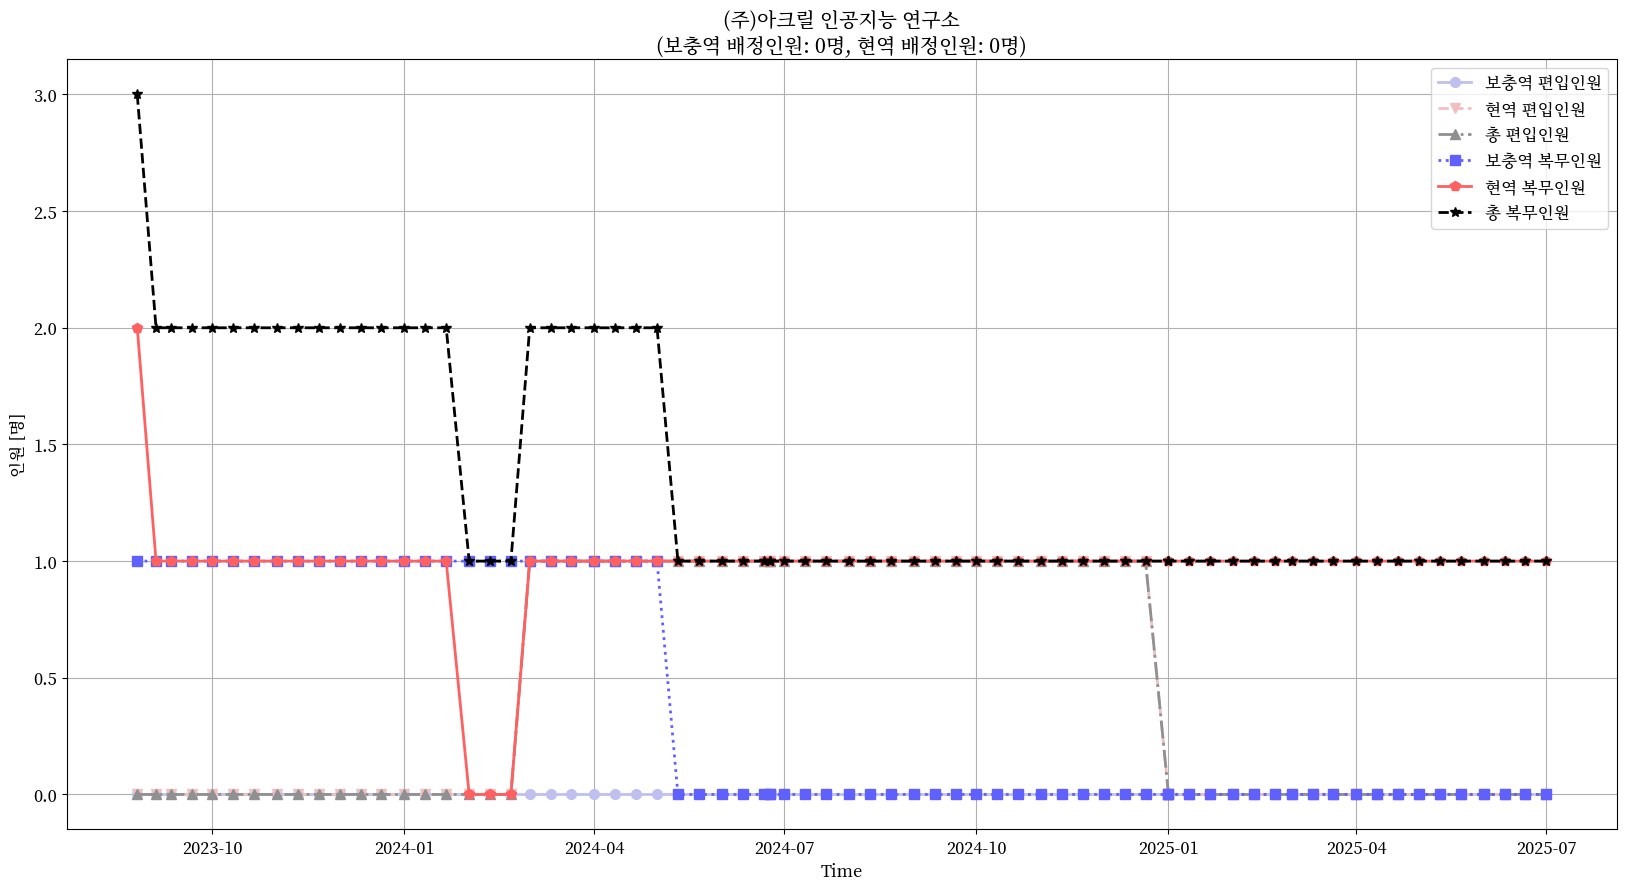 (주)아크릴 인공지능 연구소
(보충역 배정인원: 0명, 현역 배정인원: 0명)
보충역 편입인원
현역 편입인원
총 편입인원
보충역 복무인원
현역 복무인원
총 복무인원
3.0
2.5
2.0
1.5
1.0
0.5
0.0
인원 [명]
2023-10
2024-01
2024-04
2024-07
2024-10
2025-01
2025-04
2025-07
Time